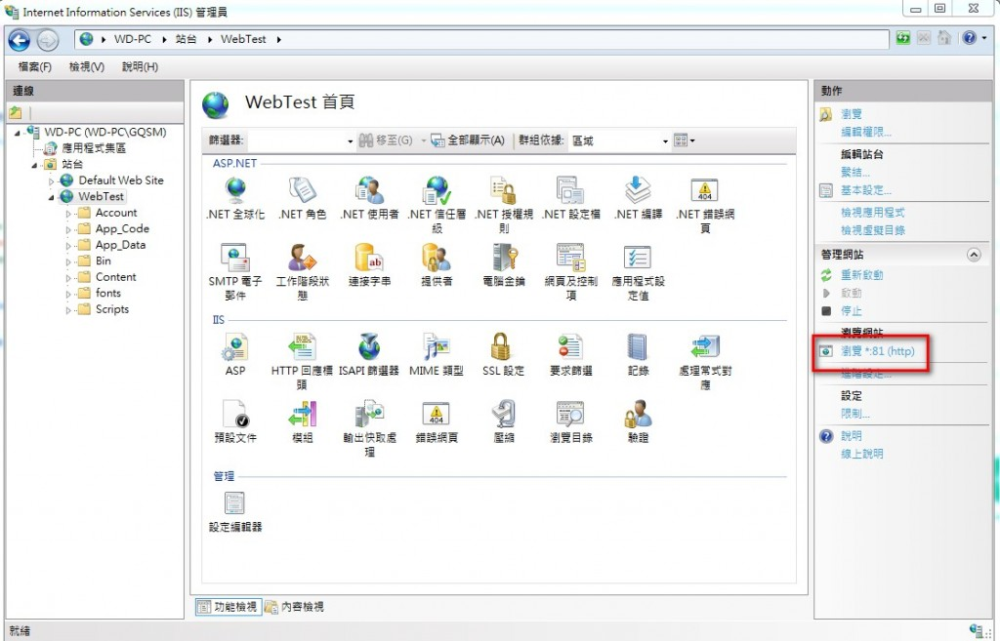 Internet Information Services (IIS) 管理員
WD-PC
站台
WebTest
檔案(F)
檢視(V)
說明(H)
連線
WD-PC (WD-PC\GQSM)
應用程式集區
站台
Default Web Site
WebTest
Account
App_Code
App_Data
Bin
Content
fonts
Scripts
WebTest 首頁
篩選器:
移至(G)
全部顯示(A)
群組依據:
區域
ASP.NET
.NET 全球化
.NET 角色
.NET 使用者
.NET 信任層
級
.NET 授權規
則
.NET 設定檔
.NET 編譯
.NET 錯誤網
頁
SMTP 電子
郵件
工作階段狀
態
連接字串
提供者
電腦金鑰
網頁及控制
項
應用程式設
定值
IIS
ASP
HTTP 回應標
頭
ISAPI 篩選器
MIME 類型
SSL 設定
要求篩選
記錄
處理常式對
應
預設文件
模組
輸出快取處
理
錯誤網頁
壓縮
瀏覽目錄
驗證
管理
設定編輯器
功能檢視
內容檢視
動作
瀏覽
編輯權限...
編輯站台
繫結...
基本設定...
檢視應用程式
檢視虛擬目錄
管理網站
重新啟動
啟動
停止
瀏覽網站
瀏覽 *:81 (http)
進階設定...
設定
限制...
說明
線上說明
就緒